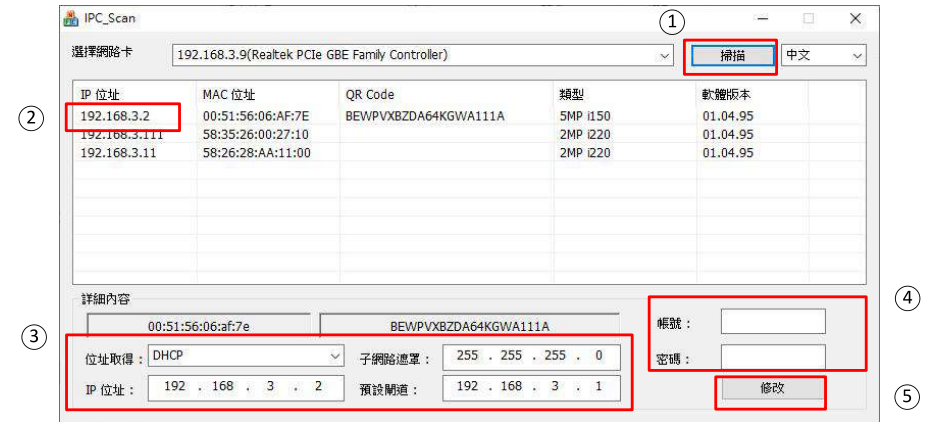 IPC_Scan
①
選擇網路卡 192.168.3.9(Realtek PCIe GBE Family Controller) 掃描 中文
IP 位址 MAC 位址 QR Code 類型 軟體版本
② 192.168.3.2 00:51:56:06:AF:7E BEWPVXBZDA64KGWA111A 5MP i150 01.04.95
192.168.3.111 58:35:26:00:27:10 2MP i220 01.04.95
192.168.3.11 58:26:28:AA:11:00 2MP i220 01.04.95
詳細內容
④
00:51:56:06:af:7e BEWPVXBZDA64KGWA111A 帳號：
③
位址取得： DHCP 子網路遮罩： 255 . 255 . 255 . 0 密碼：
IP 位址： 192 . 168 . 3 . 2 預設閘道： 192 . 168 . 3 . 1 修改
⑤